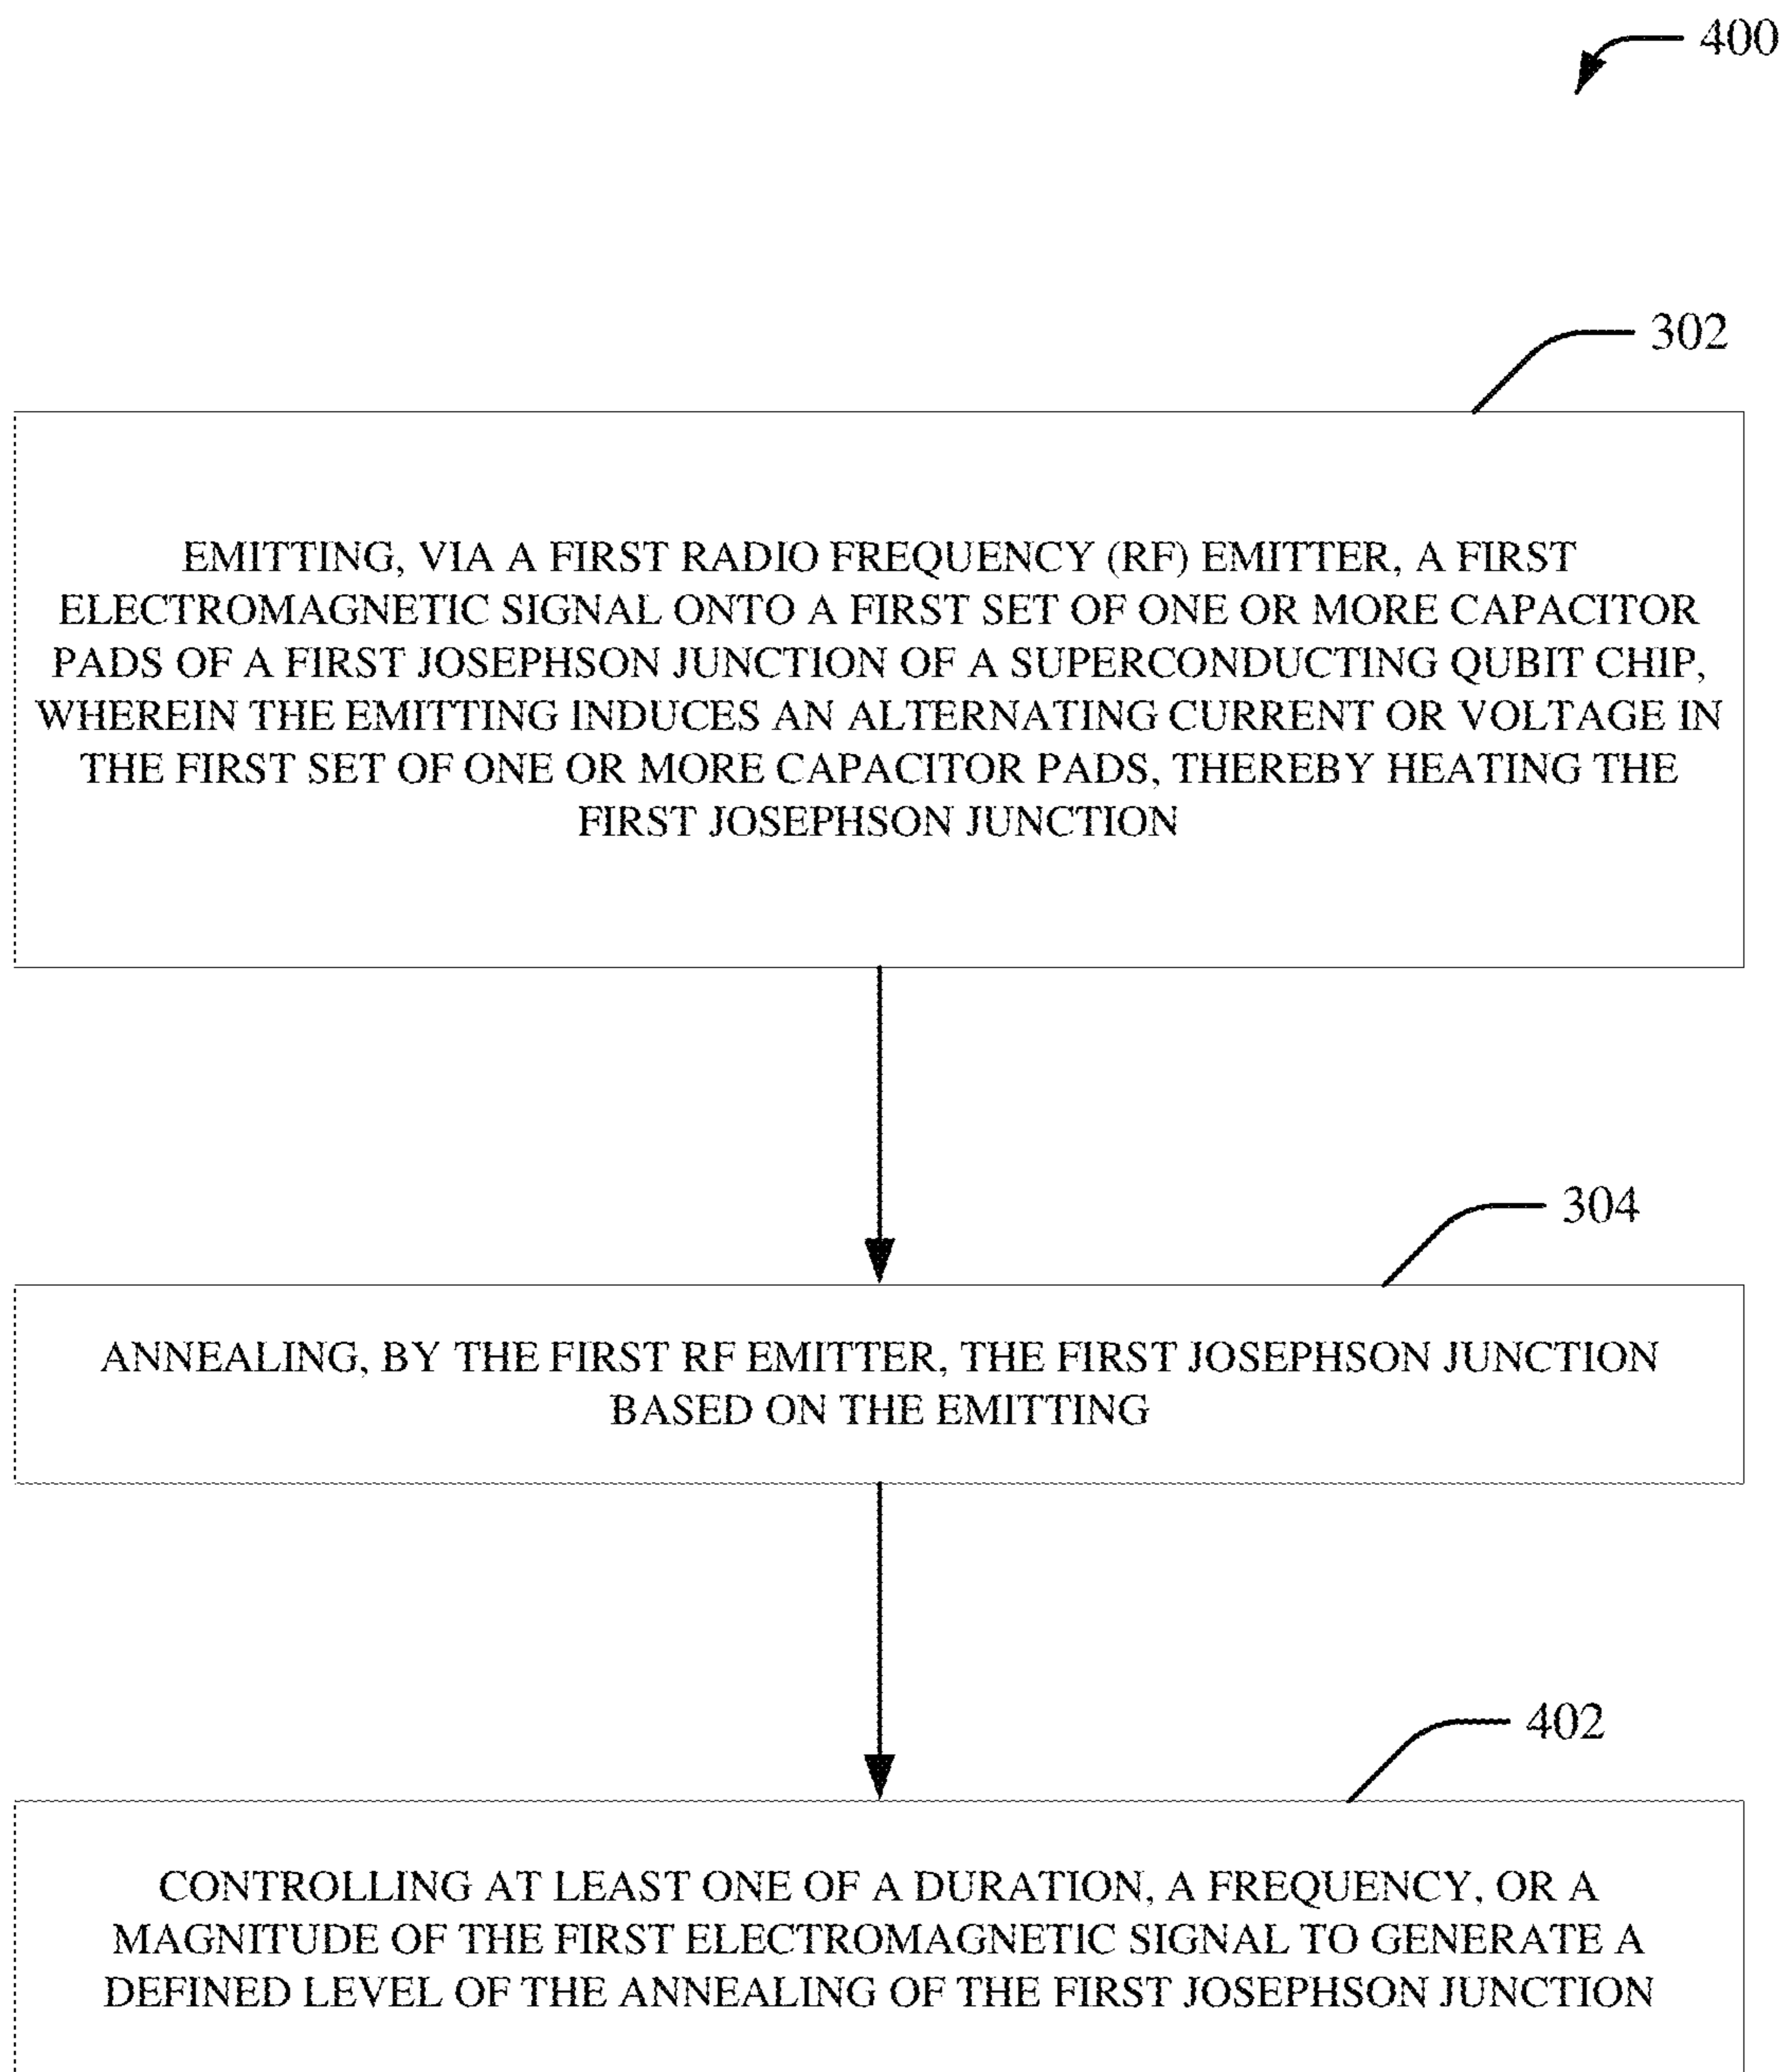 400
302
EMITTING, VIA A FIRST RADIO FREQUENCY (RF) EMITTER, A FIRST
ELECTROMAGNETIC SIGNAL ONTO A FIRST SET OF ONE OR MORE CAPACITOR
PADS OF A FIRST JOSEPHSON JUNCTION OF A SUPERCONDUCTING QUBIT CHIP,
WHEREIN THE EMITTING INDUCES AN ALTERNATING CURRENT OR VOLTAGE IN
THE FIRST SET OF ONE OR MORE CAPACITOR PADS, THEREBY HEATING THE
FIRST JOSEPHSON JUNCTION
304
ANNEALING, BY THE FIRST RF EMITTER, THE FIRST JOSEPHSON JUNCTION
BASED ON THE EMITTING
402
CONTROLLING AT LEAST ONE OF A DURATION, A FREQUENCY, OR A
MAGNITUDE OF THE FIRST ELECTROMAGNETIC SIGNAL TO GENERATE A
DEFINED LEVEL OF THE ANNEALING OF THE FIRST JOSEPHSON JUNCTION